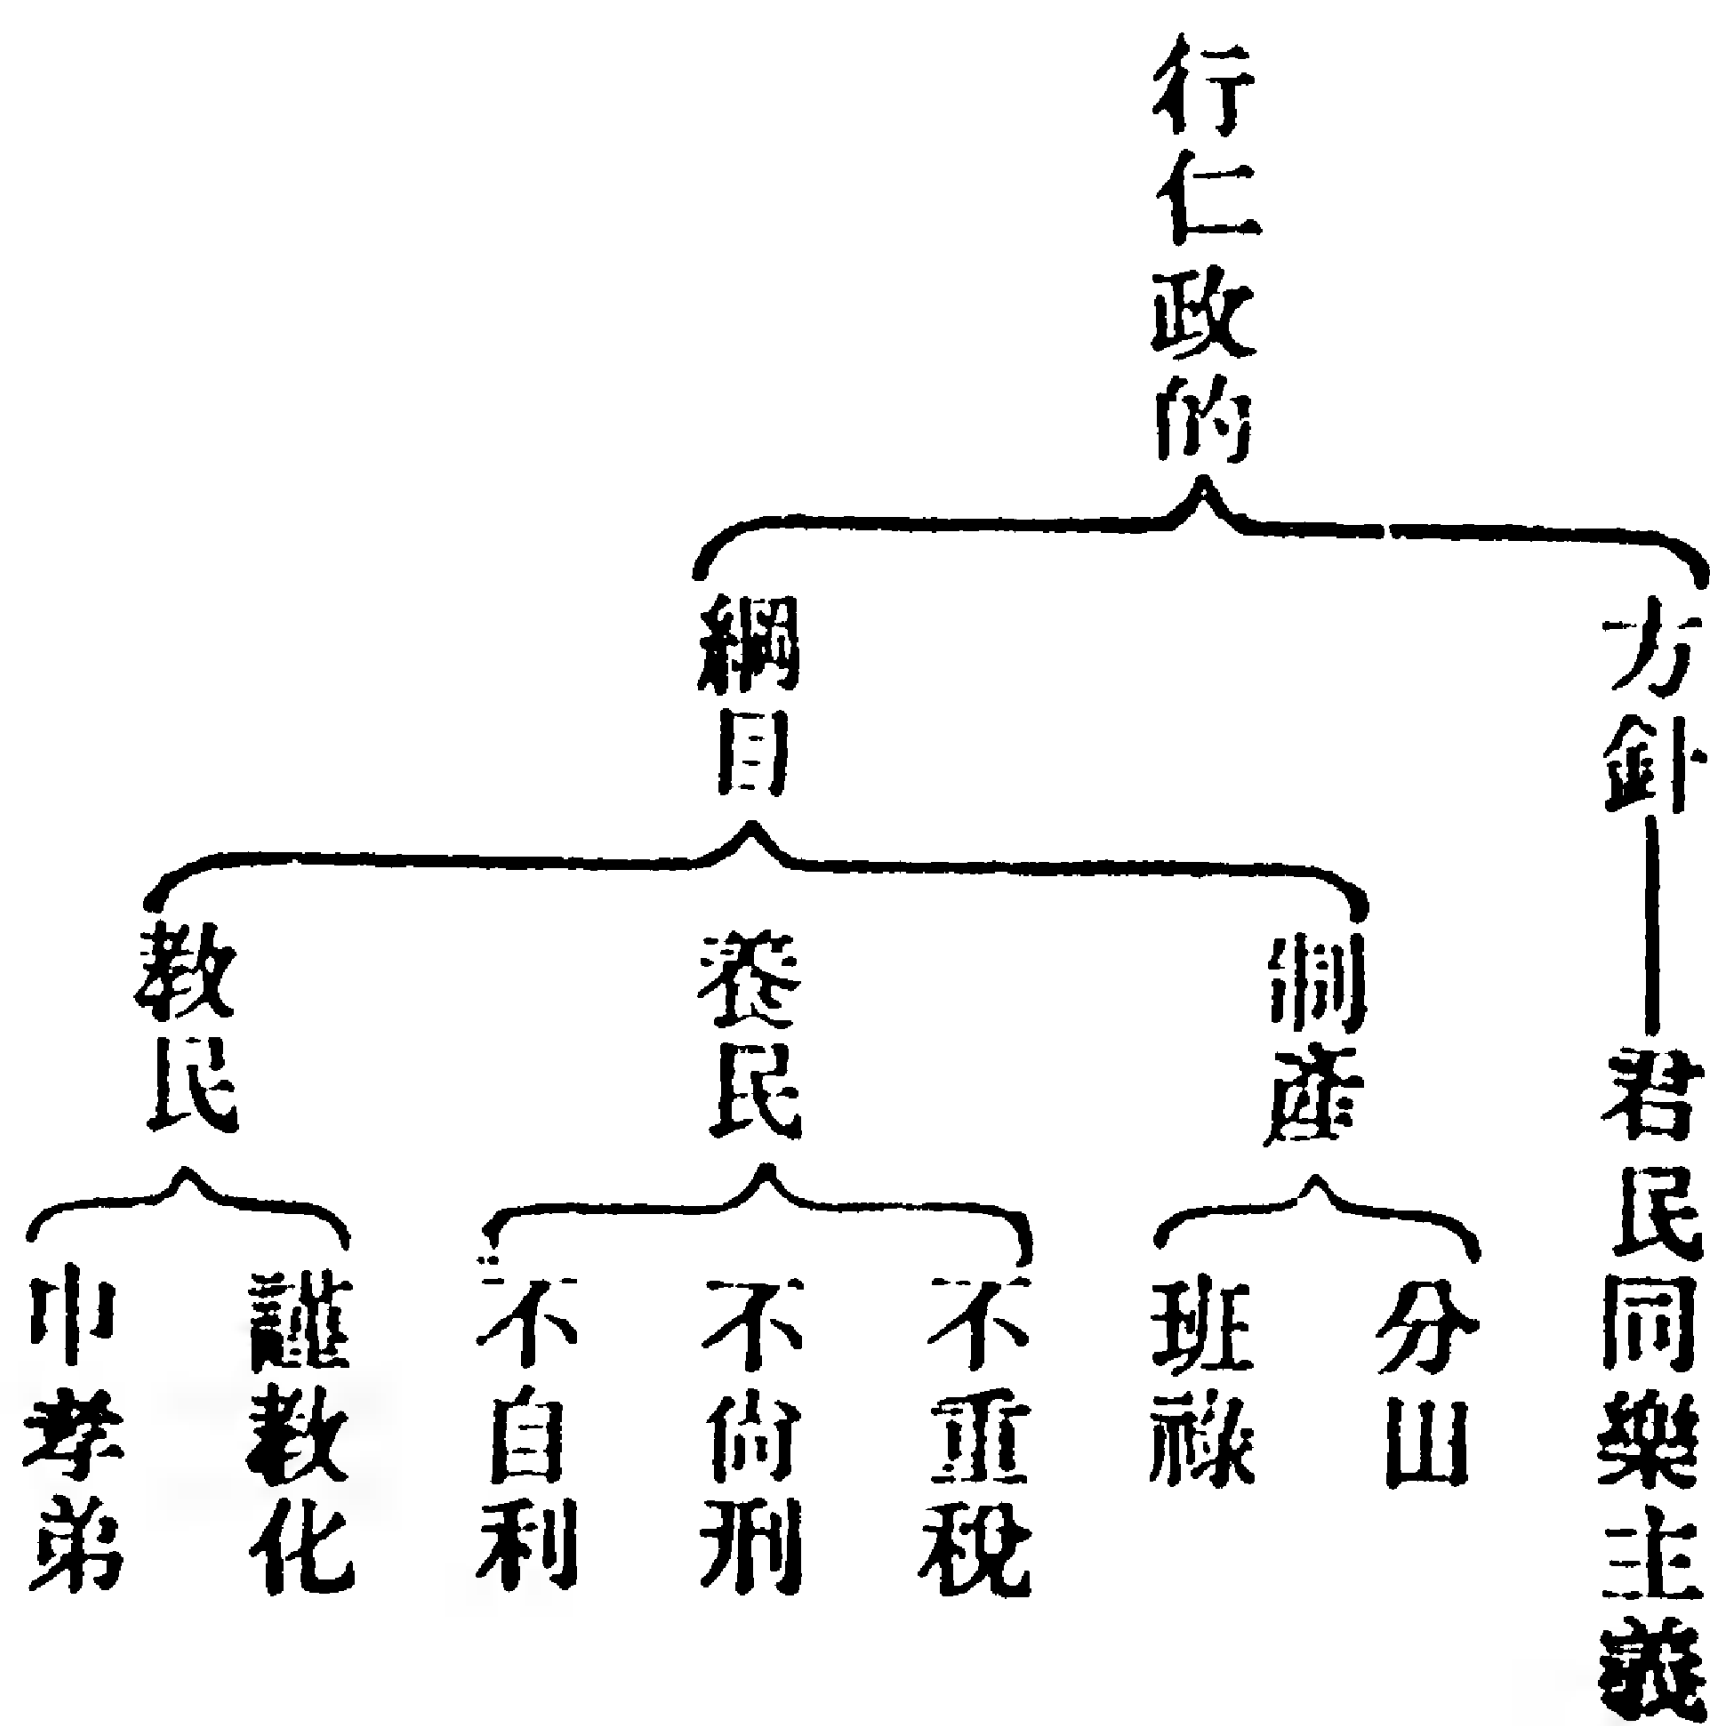 行仁政的
方針
君民同樂主義
綱目
制產
分田
班祿
養民
不重稅
不尚刑
不自利
教民
謹教化
申孝弟